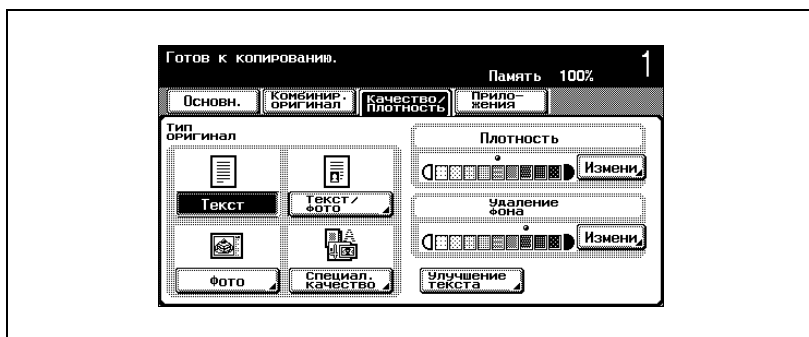 Готов к копированию.
Память 100%
1
Основн.
Комбинир.
оригинал
Качество/
плотность
Прило-
жения
Тип
оригинал
Плотность
Измени
Текст
Текст/
Фото
Удаление
Фона
Измени
Фото
Специал.
качество
Улучшение
текста